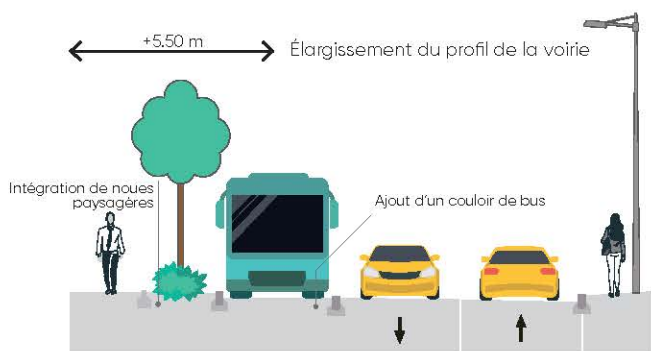 +5.50 m
Élargissement du profil de la voirie
Intégration de noues
paysagères
Ajout d'un couloir de bus